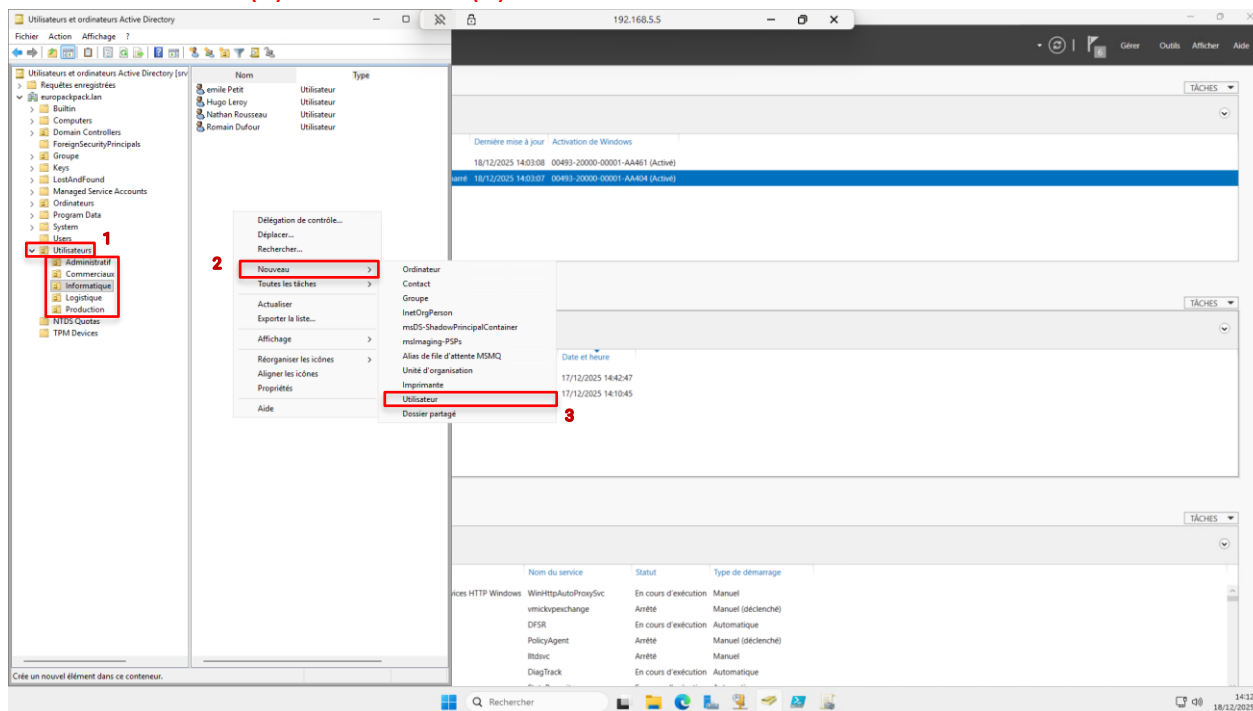 Utilisateurs et ordinateurs Active Directory
192.168.5.5
Fichier Action Affichage ?
Gérer Outils Afficher Aide
6
Utilisateurs et ordinateurs Active Directory [srv
Requêtes enregistrées
europackpack.lan
Builtin
Computers
Domain Controllers
ForeignSecurityPrincipals
Groupe
Keys
LostAndFound
Managed Service Accounts
Ordinateurs
Program Data
System
Users
1
Utilisateurs
Administratif
Commerciaux
Informatique
Logistique
Production
NTDS Quotas
TPM Devices
Nom Type
emile Petit Utilisateur
Hugo Leroy Utilisateur
Nathan Rousseau Utilisateur
Romain Dufour Utilisateur
Délégation de contrôle...
Déplacer...
Rechercher...
2
Nouveau
Toutes les tâches
Actualiser
Exporter la liste...
Affichage
Réorganiser les icônes
Aligner les icônes
Propriétés
Aide
Ordinateur
Contact
Groupe
InetOrgPerson
msDS-ShadowPrincipalContainer
msImaging-PSPs
Alias de file d'attente MSMQ
Unité d'organisation
Imprimante
Utilisateur
3
Dossier partagé
TÂCHES
Dernière mise à jour Activation de Windows
18/12/2025 14:03:08 00493-20000-00001-AA461 (Activé)
arré 18/12/2025 14:03:07 00493-20000-00001-AA404 (Activé)
TÂCHES
Date et heure
17/12/2025 14:42:47
17/12/2025 14:10:45
TÂCHES
Nom du service Statut Type de démarrage
vices HTTP Windows WinHttpAutoProxySvc En cours d'exécution Manuel
vmickvpexchange Arrêté Manuel (déclenché)
DFSR En cours d'exécution Automatique
PolicyAgent Arrêté Manuel (déclenché)
lltdsvc Arrêté Manuel
DiagTrack En cours d'exécution Automatique
Crée un nouvel élément dans ce conteneur.
Rechercher
14:12
18/12/2025